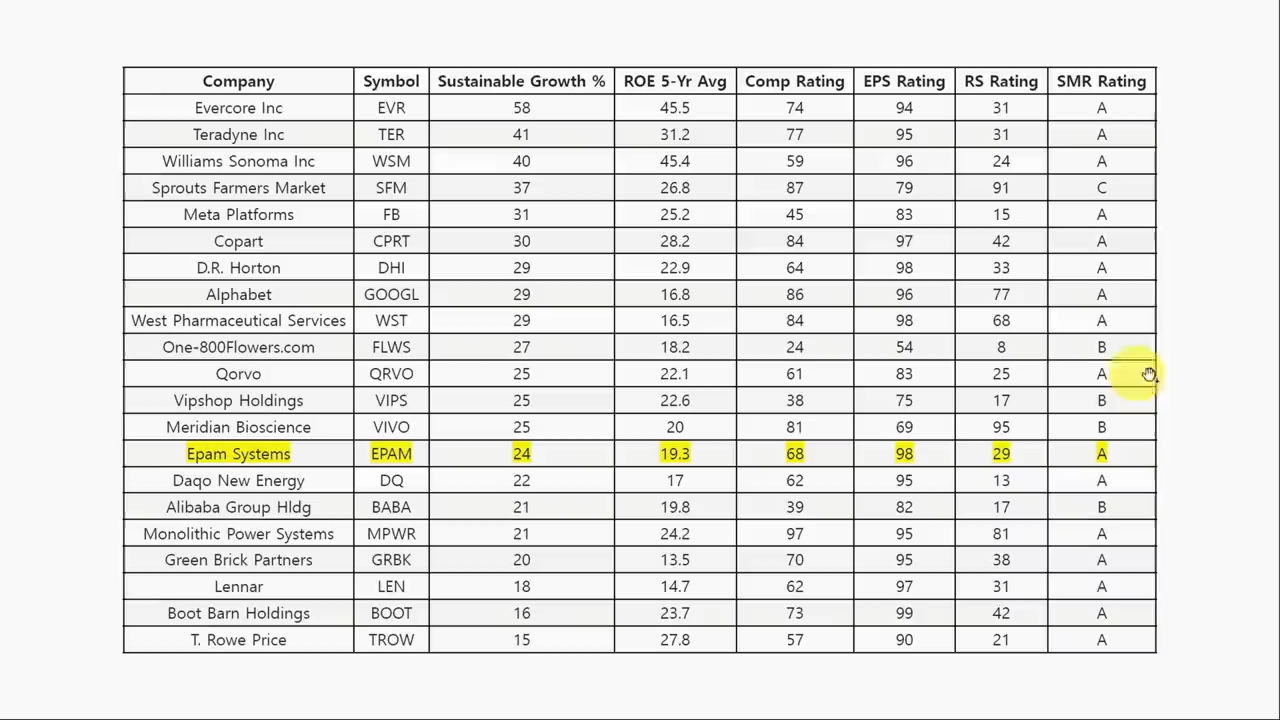 Company Symbol Sustainable Growth % ROE 5-Yr Avg Comp Rating EPS Rating RS Rating SMR Rating
Evercore Inc EVR 58 45.5 74 94 31 A
Teradyne Inc TER 41 31.2 77 95 31 A
Williams Sonoma Inc WSM 40 45.4 59 96 24 A
Sprouts Farmers Market SFM 37 26.8 87 79 91 C
Meta Platforms FB 31 25.2 45 83 15 A
Copart CPRT 30 28.2 84 97 42 A
D.R. Horton DHI 29 22.9 64 98 33 A
Alphabet GOOGL 29 16.8 86 96 77 A
West Pharmaceutical Services WST 29 16.5 84 98 68 A
One-800Flowers.com FLWS 27 18.2 24 54 8 B
Qorvo QRVO 25 22.1 61 83 25 A
Vipshop Holdings VIPS 25 22.6 38 75 17 B
Meridian Bioscience VIVO 25 20 81 69 95 B
Epam Systems EPAM 24 19.3 68 98 29 A
Daqo New Energy DQ 22 17 62 95 13 A
Alibaba Group Hldg BABA 21 19.8 39 82 17 B
Monolithic Power Systems MPWR 21 24.2 97 95 81 A
Green Brick Partners GRBK 20 13.5 70 95 38 A
Lennar LEN 18 14.7 62 97 31 A
Boot Barn Holdings BOOT 16 23.7 73 99 42 A
T. Rowe Price TROW 15 27.8 57 90 21 A